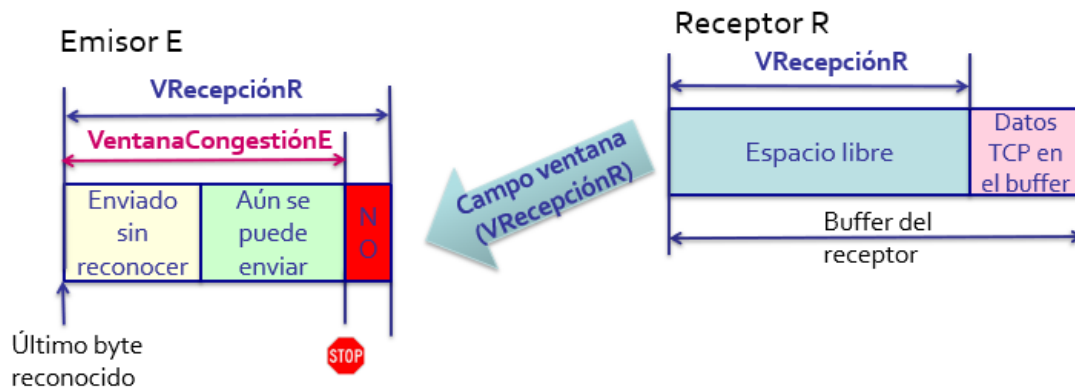 Emisor E
VRecepciónR
VentanaCongestiónE
Enviado
sin
reconocer
Aún se
puede
enviar
N
O
Último byte
reconocido
STOP
Campo ventana
(VRecepciónR)
Receptor R
VRecepciónR
Espacio libre
Datos
TCP en
el buffer
Buffer del
receptor